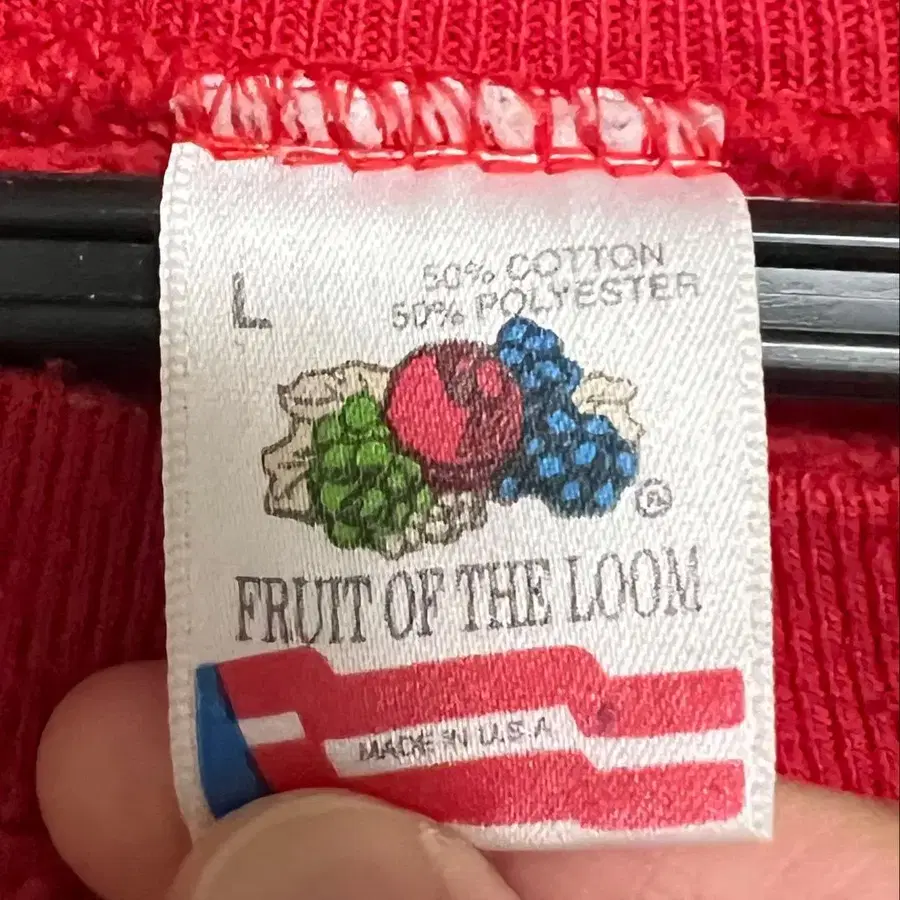 L
50% COTTON
50% POLYESTER
®
FRUIT OF THE LOOM
MADE IN U.S.A.